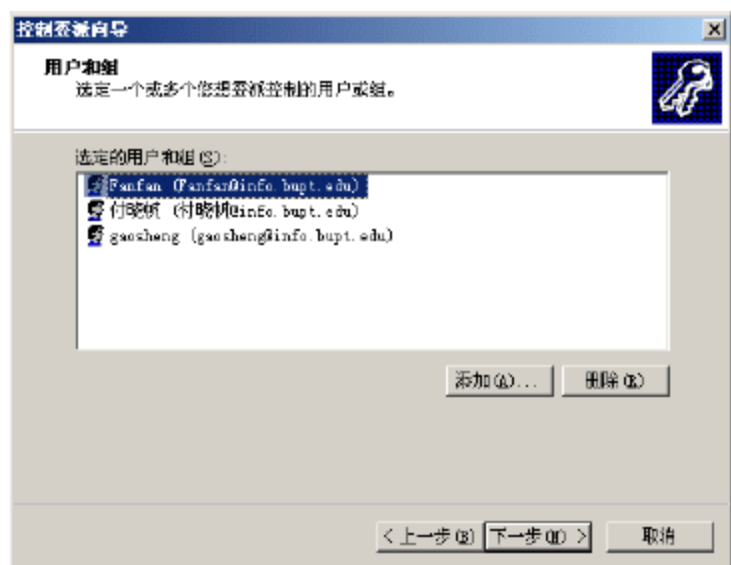 控制委派向导
用户和组
选定一个或多个您想委派控制的用户或组。
选定的用户和组(S):
Fanfan (Fanfan@info.bupt.edu)
付晓帆 (付晓帆@info.bupt.edu)
gaosheng (gaosheng@info.bupt.edu)
添加(A)... 删除(R)
<上一步(B) 下一步(N) > 取消